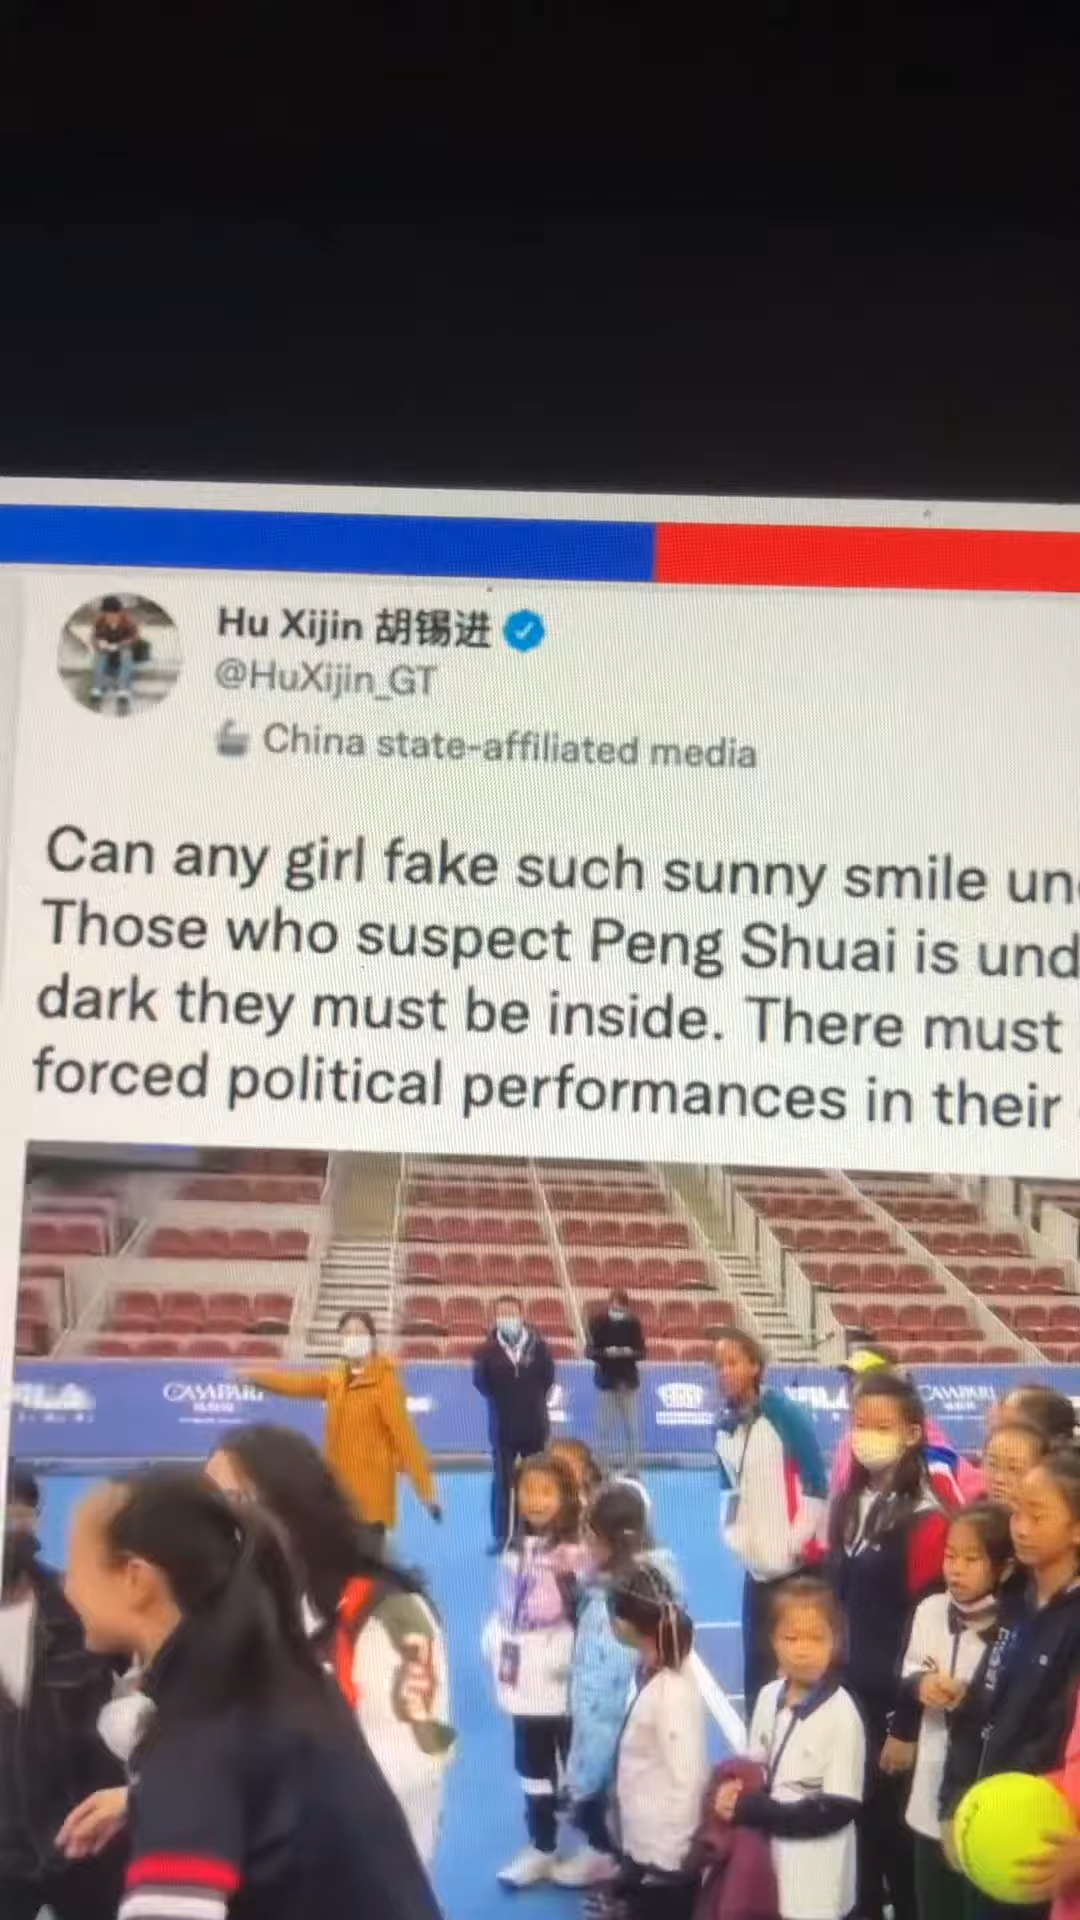 Hu Xijin 胡锡进
@HuXijin_GT
China state-affiliated media
Can any girl fake such sunny smile un
Those who suspect Peng Shuai is und
dark they must be inside. There must
forced political performances in their
CAMPARI
CAMPARI